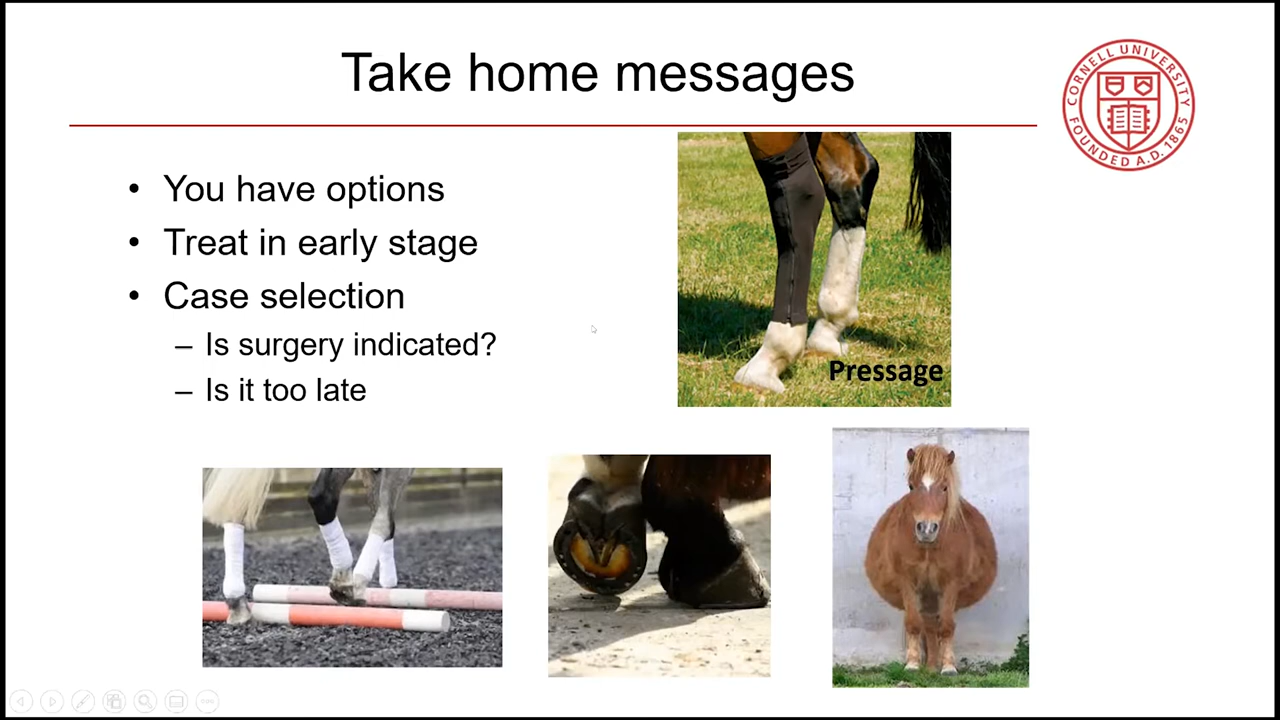 Take home messages
CORNELL UNIVERSITY
FOUNDED A.D. 1865
• You have options
• Treat in early stage
• Case selection
– Is surgery indicated?
– Is it too late
Pressage